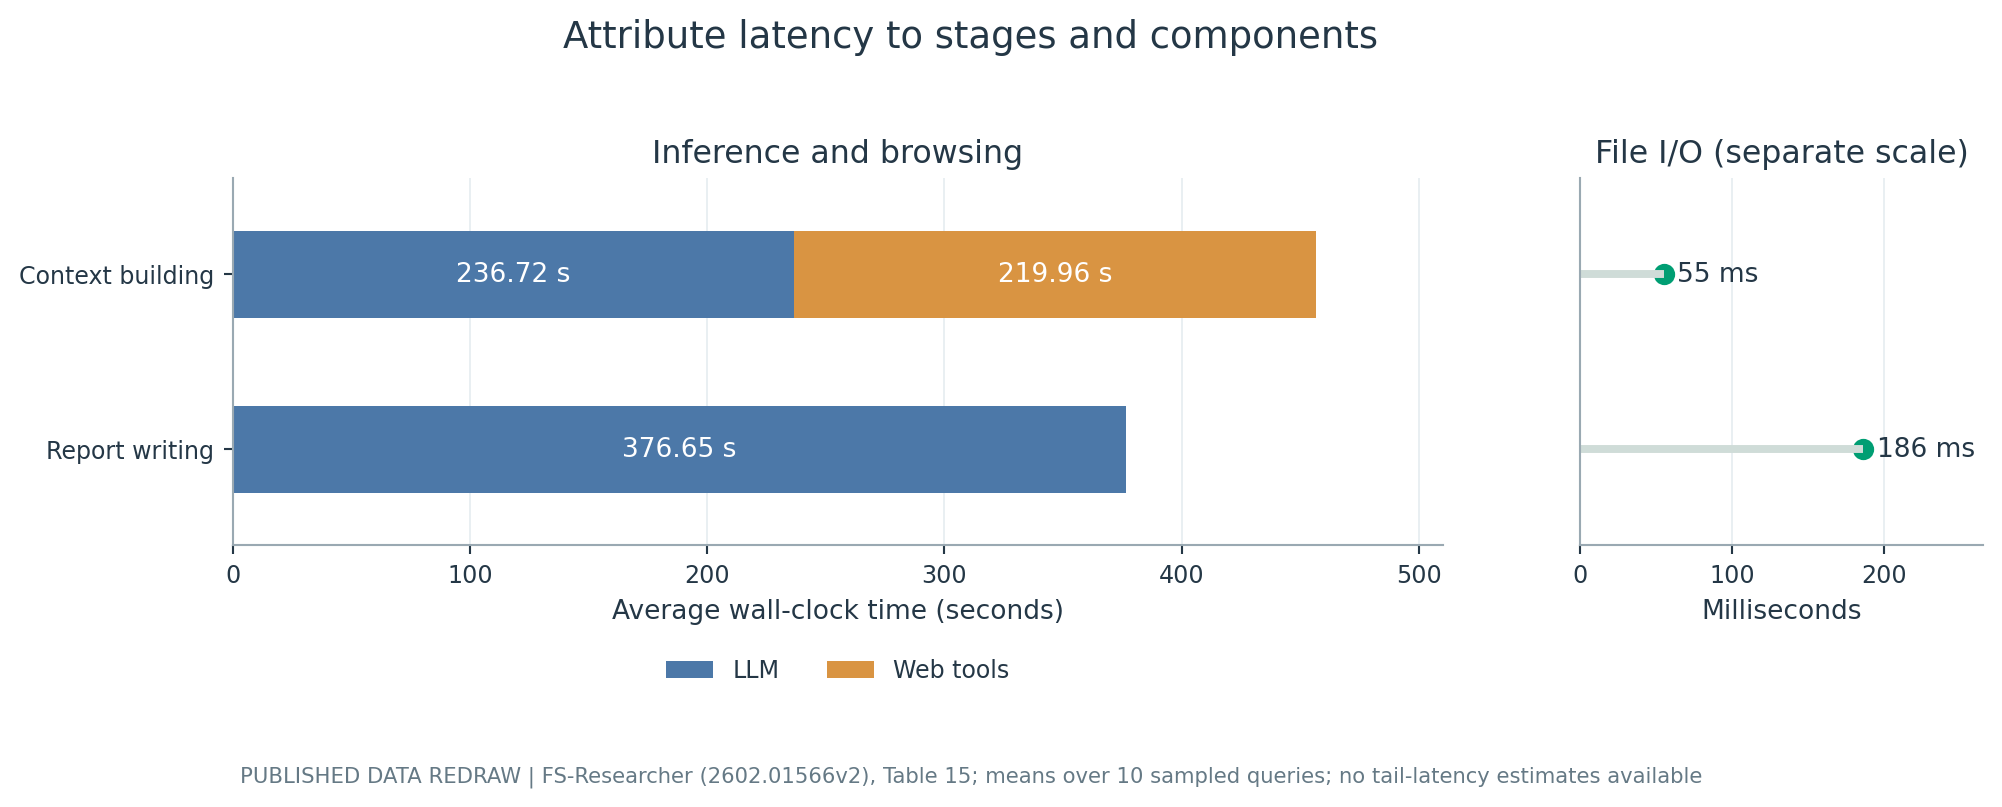 Attribute latency to stages and components
Inference and browsing
File I/O (separate scale)
Context building
236.72 s
219.96 s
55 ms
Report writing
376.65 s
186 ms
0 100 200 300 400 500
0 100 200
Average wall-clock time (seconds)
Milliseconds
LLM
Web tools
PUBLISHED DATA REDRAW | FS-Researcher (2602.01566v2), Table 15; means over 10 sampled queries; no tail-latency estimates available